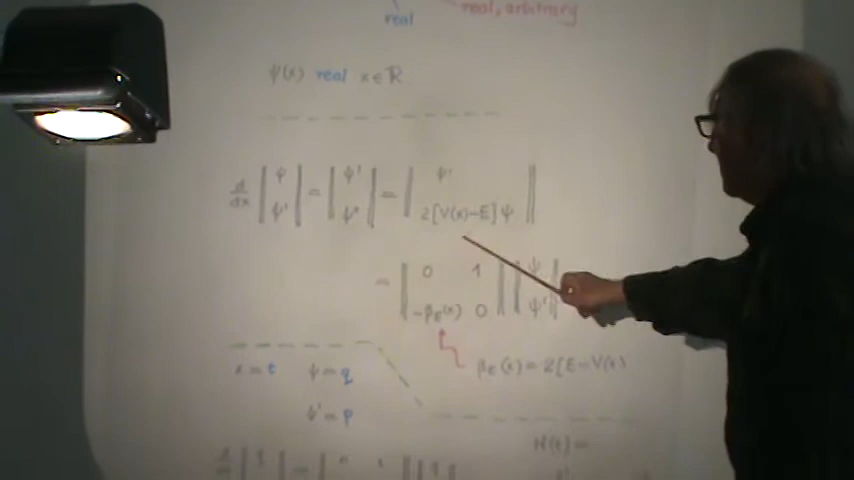 real real, arbitrary
ψ(x) real x ∈ ℝ
d/dx | ψ ψ' | = | ψ' ψ" | = | ψ' 2[V(x)-E]ψ |
= | 0 1 -β_E(x) 0 | | ψ ψ' |
β_E(x) = 2[E-V(x)
x = t ψ = q
ψ' = p
H(t) =